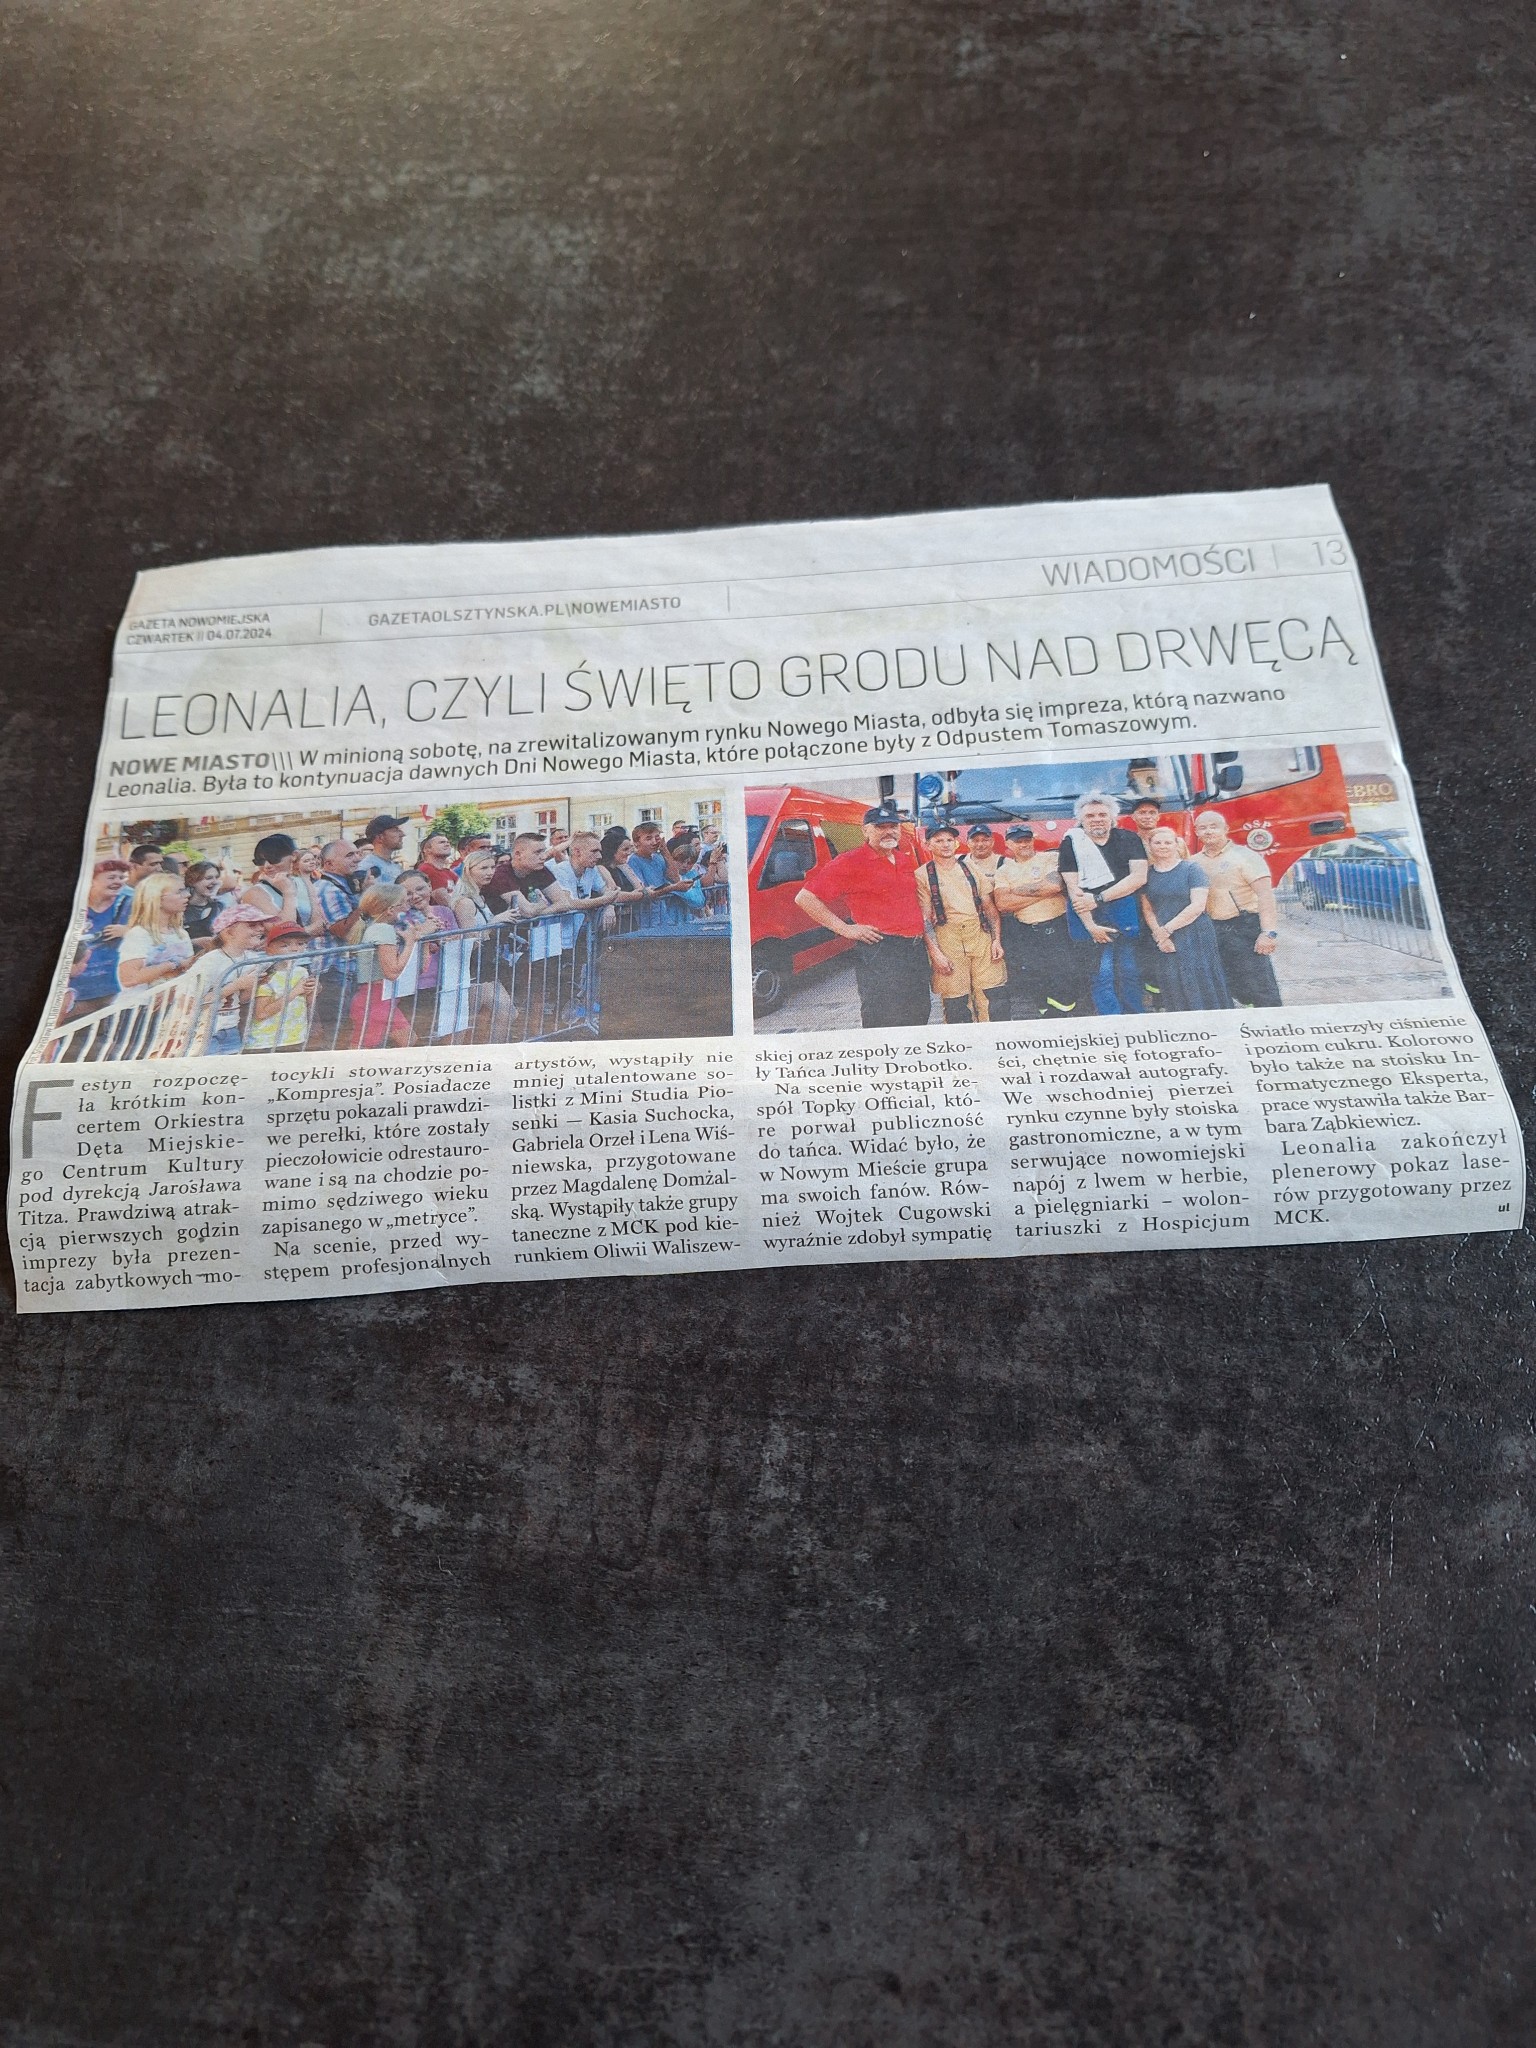 GAZETA NOWOMIEJSKA
CZWARTEK || 04.07.2024
GAZETAOLSZTYNSKA.PL\NOWEMIASTO
WIADOMOŚCI | 13
LEONALIA, CZYLI ŚWIĘTO GRODU NAD DRWĘCĄ
NOWE MIASTO\\\ W minioną sobotę, na zrewitalizowanym rynku Nowego Miasta, odbyła się impreza, którą nazwano
Leonalia. Była to kontynuacja dawnych Dni Nowego Miasta, które połączone były z Odpustem Tomaszowym.
EBRO
OSP
Festyn rozpoczę-
ła krótkim kon-
certem Orkiestra
Dęta Miejskie-
go Centrum Kultury
pod dyrekcją Jarosława
Titza. Prawdziwą atrak-
cją pierwszych godzin
imprezy była prezen-
tacja zabytkowych mo-
tocykli stowarzyszenia
„Kompresja”. Posiadacze
sprzętu pokazali prawdzi-
we perełki, które zostały
pieczołowicie odrestauro-
wane i są na chodzie po-
mimo sędziwego wieku
zapisanego w „metryce”.
Na scenie, przed wy-
stępem profesjonalnych
artystów, wystąpiły nie
mniej utalentowane so-
listki z Mini Studia Pio-
senki — Kasia Suchocka,
Gabriela Orzeł i Lena Wiś-
niewska, przygotowane
przez Magdalenę Domżal-
ską. Wystąpiły także grupy
taneczne z MCK pod kie-
runkiem Oliwii Waliszew-
skiej oraz zespoły ze Szko-
ły Tańca Julity Drobotko.
Na scenie wystąpił ze-
spół Topky Official, któ-
re porwał publiczność
do tańca. Widać było, że
w Nowym Mieście grupa
ma swoich fanów. Rów-
nież Wojtek Cugowski
wyraźnie zdobył sympatię
nowomiejskiej publiczno-
ści, chętnie się fotografo-
wał i rozdawał autografy.
We wschodniej pierzei
rynku czynne były stoiska
gastronomiczne, a w tym
serwujące nowomiejski
napój z lwem w herbie,
a pielęgniarki – wolon-
tariuszki z Hospicjum
Światło mierzyły ciśnienie
i poziom cukru. Kolorowo
było także na stoisku In-
formatycznego Eksperta,
prace wystawiła także Bar-
bara Ząbkiewicz.
Leonalia zakończył
plenerowy pokaz lase-
rów przygotowany przez
MCK.
ul